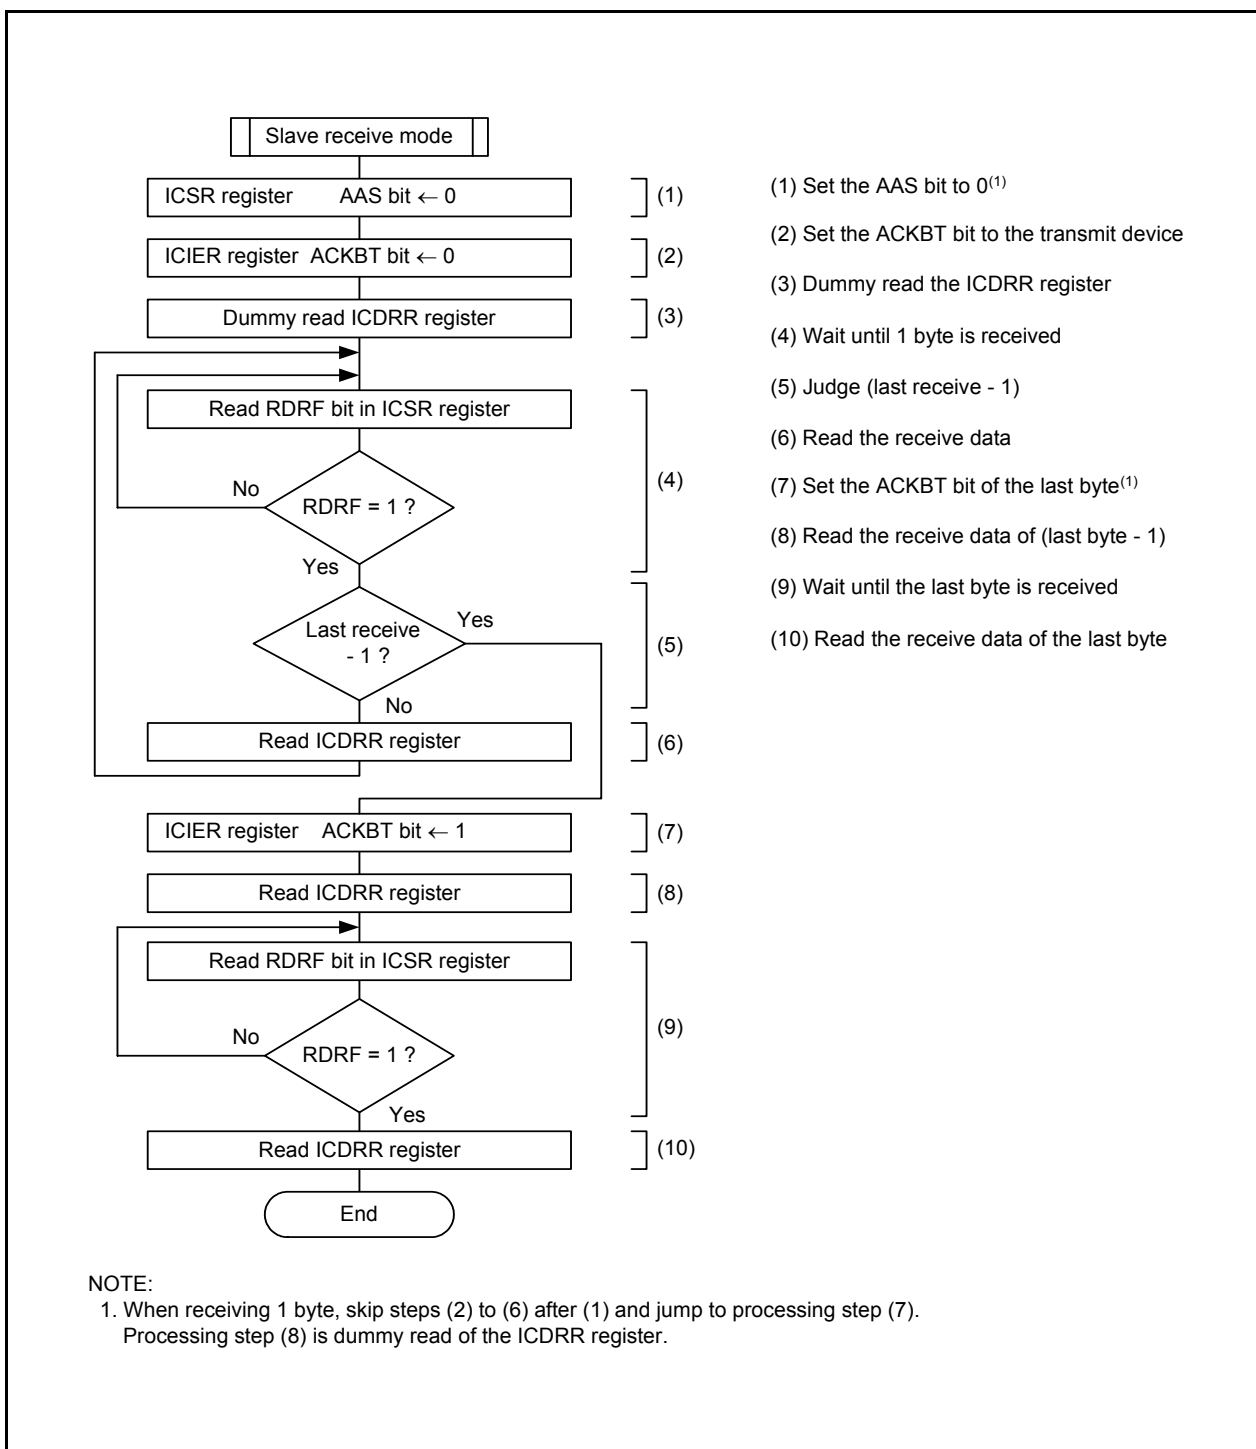 Slave receive mode
ICSR register AAS bit ← 0
(1)
ICIER register ACKBT bit ← 0
(2)
Dummy read ICDRR register
(3)
Read RDRF bit in ICSR register
No
RDRF = 1 ?
(4)
Yes
Last receive
- 1 ?
Yes
(5)
No
Read ICDRR register
(6)
ICIER register ACKBT bit ← 1
(7)
Read ICDRR register
(8)
Read RDRF bit in ICSR register
No
RDRF = 1 ?
(9)
Yes
Read ICDRR register
(10)
End
(1) Set the AAS bit to 0(1)
(2) Set the ACKBT bit to the transmit device
(3) Dummy read the ICDRR register
(4) Wait until 1 byte is received
(5) Judge (last receive - 1)
(6) Read the receive data
(7) Set the ACKBT bit of the last byte(1)
(8) Read the receive data of (last byte - 1)
(9) Wait until the last byte is received
(10) Read the receive data of the last byte
NOTE:
1. When receiving 1 byte, skip steps (2) to (6) after (1) and jump to processing step (7).
Processing step (8) is dummy read of the ICDRR register.